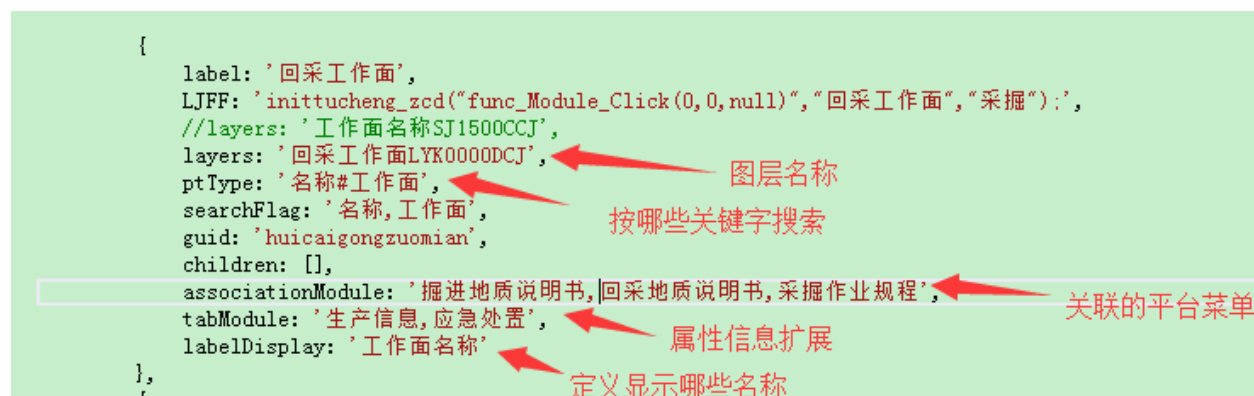 {
label: '回采工作面',
LJFF: 'inittucheng_zcd("func_Module_Click(0,0,null)","回采工作面","采掘");',
//layers: '工作面名称SJ1500CCJ',
layers: '回采工作面LYK0000DCJ',
图层名称
ptType: '名称#工作面',
按哪些关键字搜索
searchFlag: '名称,工作面',
guid: 'huicaigongzuomian',
children: [],
associationModule: '掘进地质说明书,回采地质说明书,采掘作业规程',
关联的平台菜单
tabModule: '生产信息,应急处置',
属性信息扩展
labelDisplay: '工作面名称'
定义显示哪些名称
},